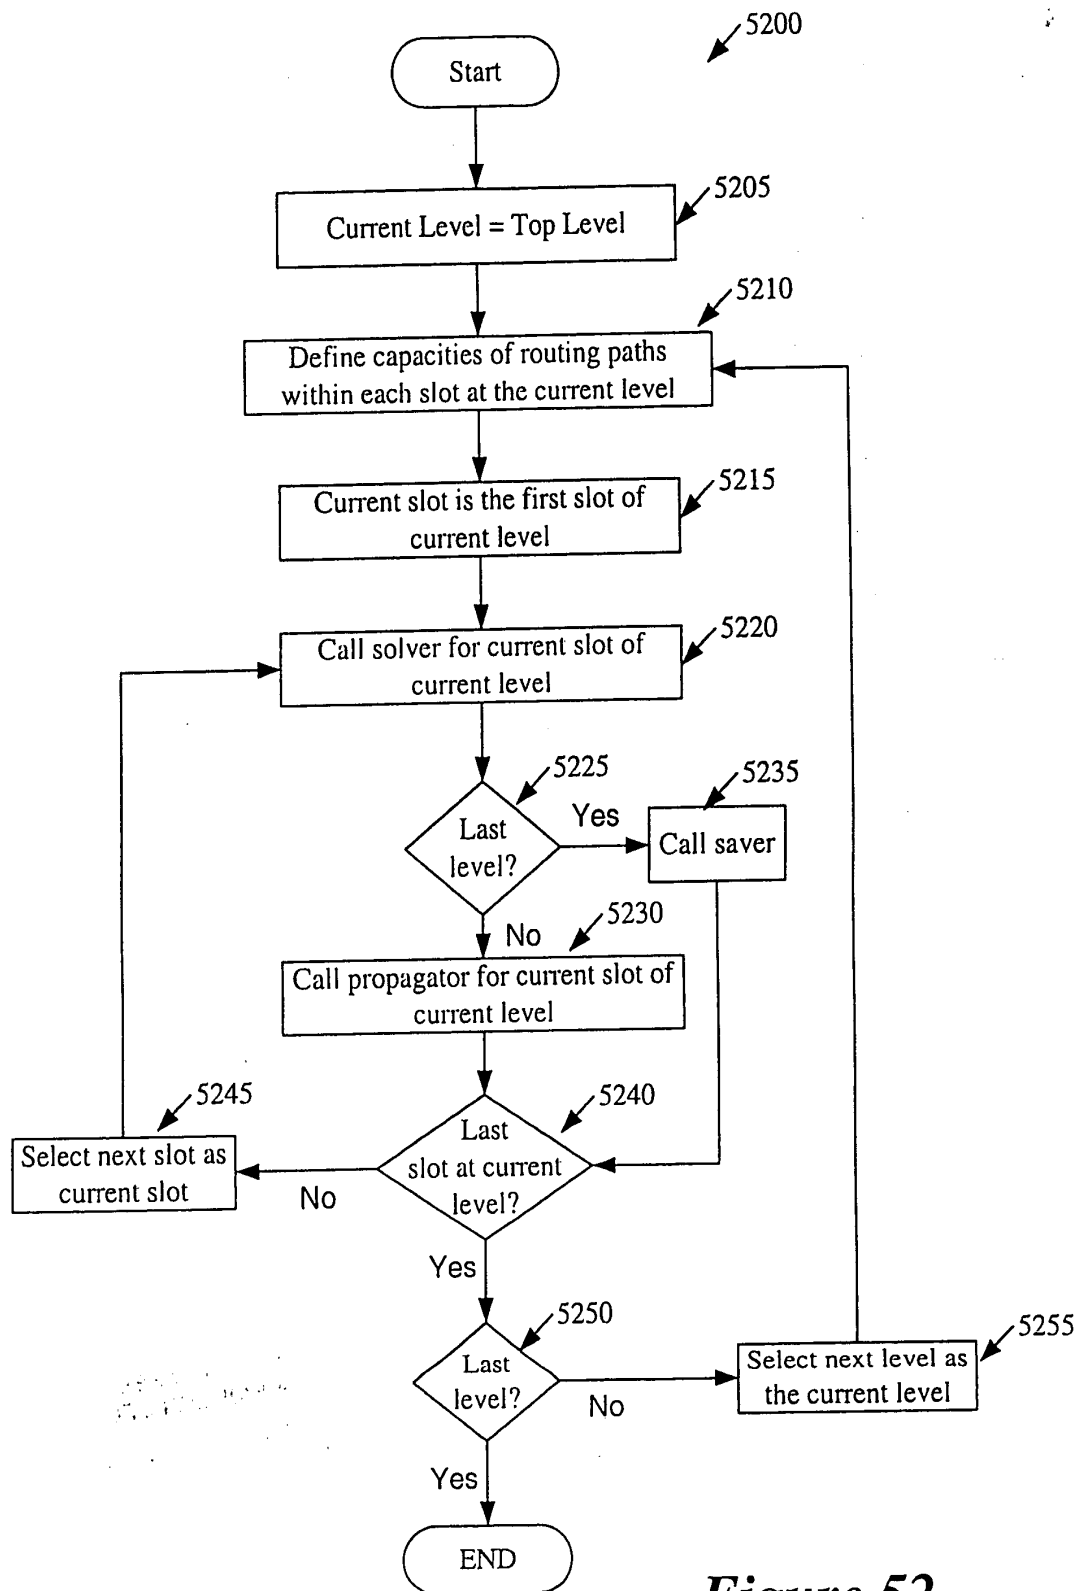 5200
Start
5205
Current Level = Top Level
5210
Define capacities of routing paths
within each slot at the current level
5215
Current slot is the first slot of
current level
5220
Call solver for current slot of
current level
5225
Last
level?
Yes
5235
Call saver
No
5230
Call propagator for current slot of
current level
5240
Last
slot at current
level?
5245
Select next slot as
current slot
No
Yes
5250
Last
level?
No
5255
Select next level as
the current level
Yes
END
Figure 52